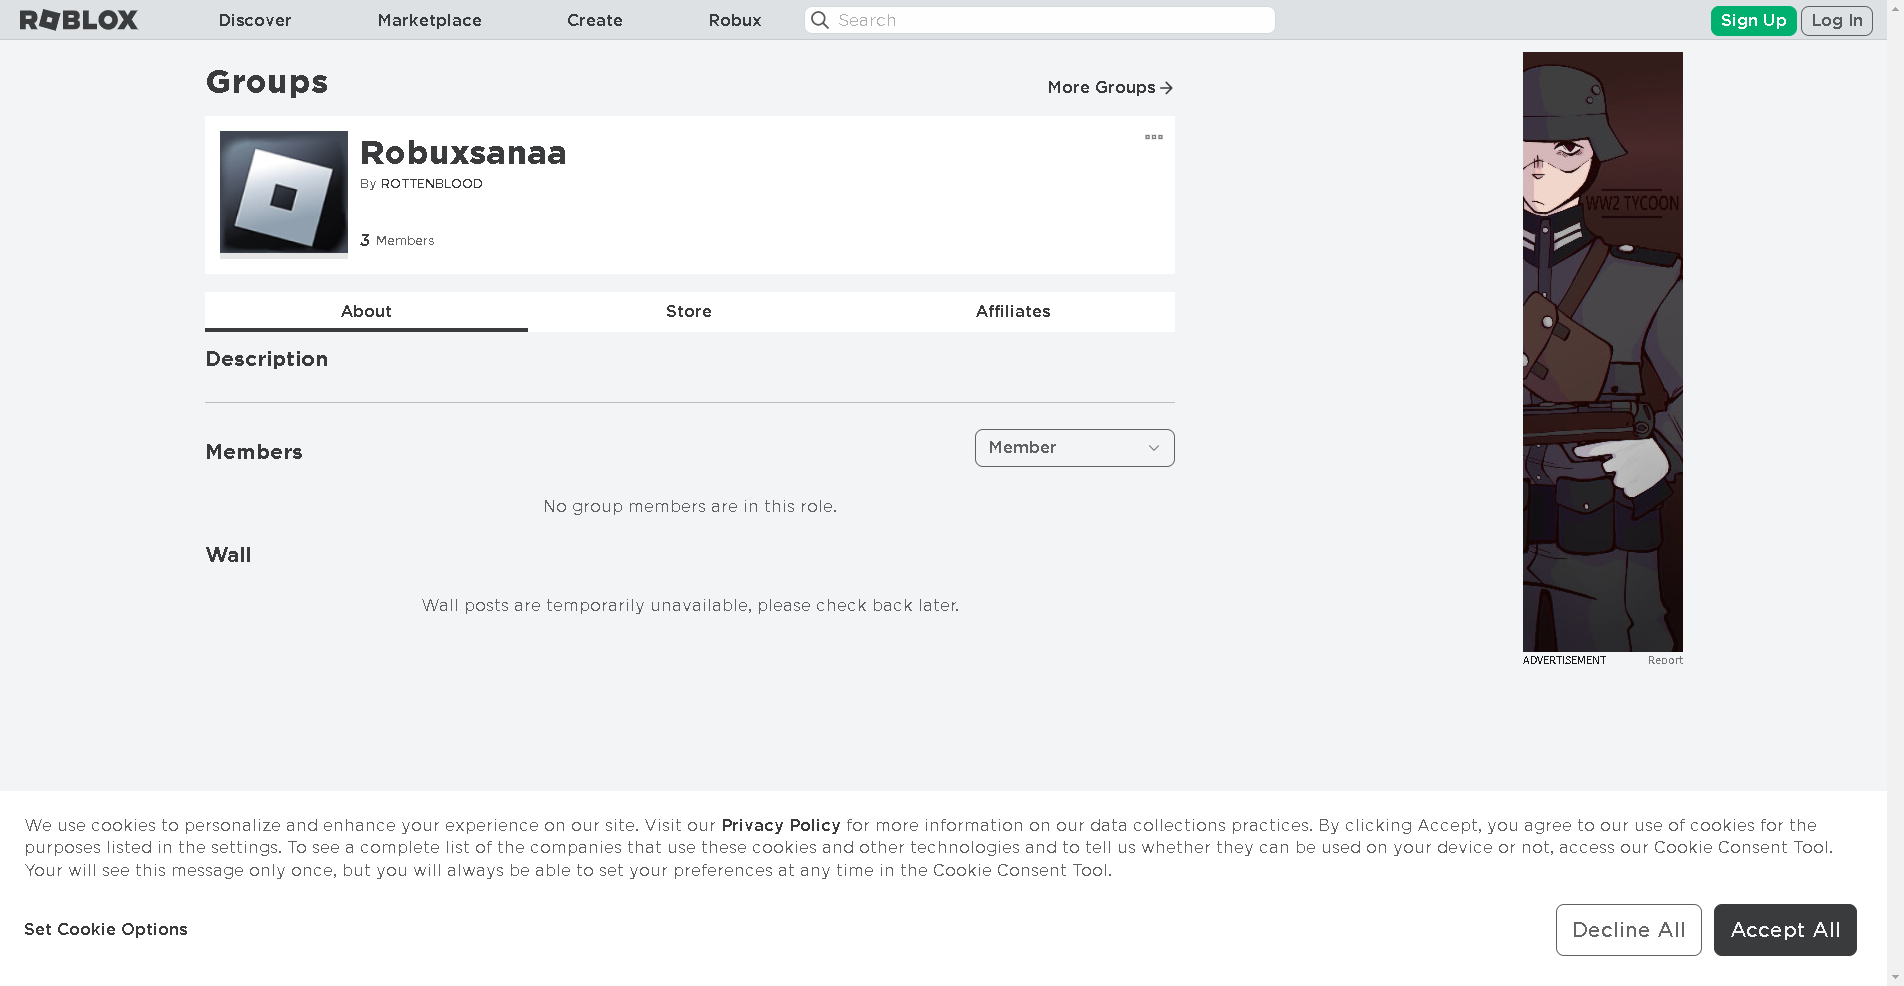 ROBLOX Discover Marketplace Create Robux Search Sign Up Log In
Groups
More Groups
Robuxsanaa
By ROTTENBLOOD
3 Members
About Store Affiliates
Description
Members
Member
No group members are in this role.
Wall
Wall posts are temporarily unavailable, please check back later.
WW2 TYCOON
ADVERTISEMENT Report
We use cookies to personalize and enhance your experience on our site. Visit our Privacy Policy for more information on our data collections practices. By clicking Accept, you agree to our use of cookies for the
purposes listed in the settings. To see a complete list of the companies that use these cookies and other technologies and to tell us whether they can be used on your device or not, access our Cookie Consent Tool.
Your will see this message only once, but you will always be able to set your preferences at any time in the Cookie Consent Tool.
Set Cookie Options
Decline All Accept All